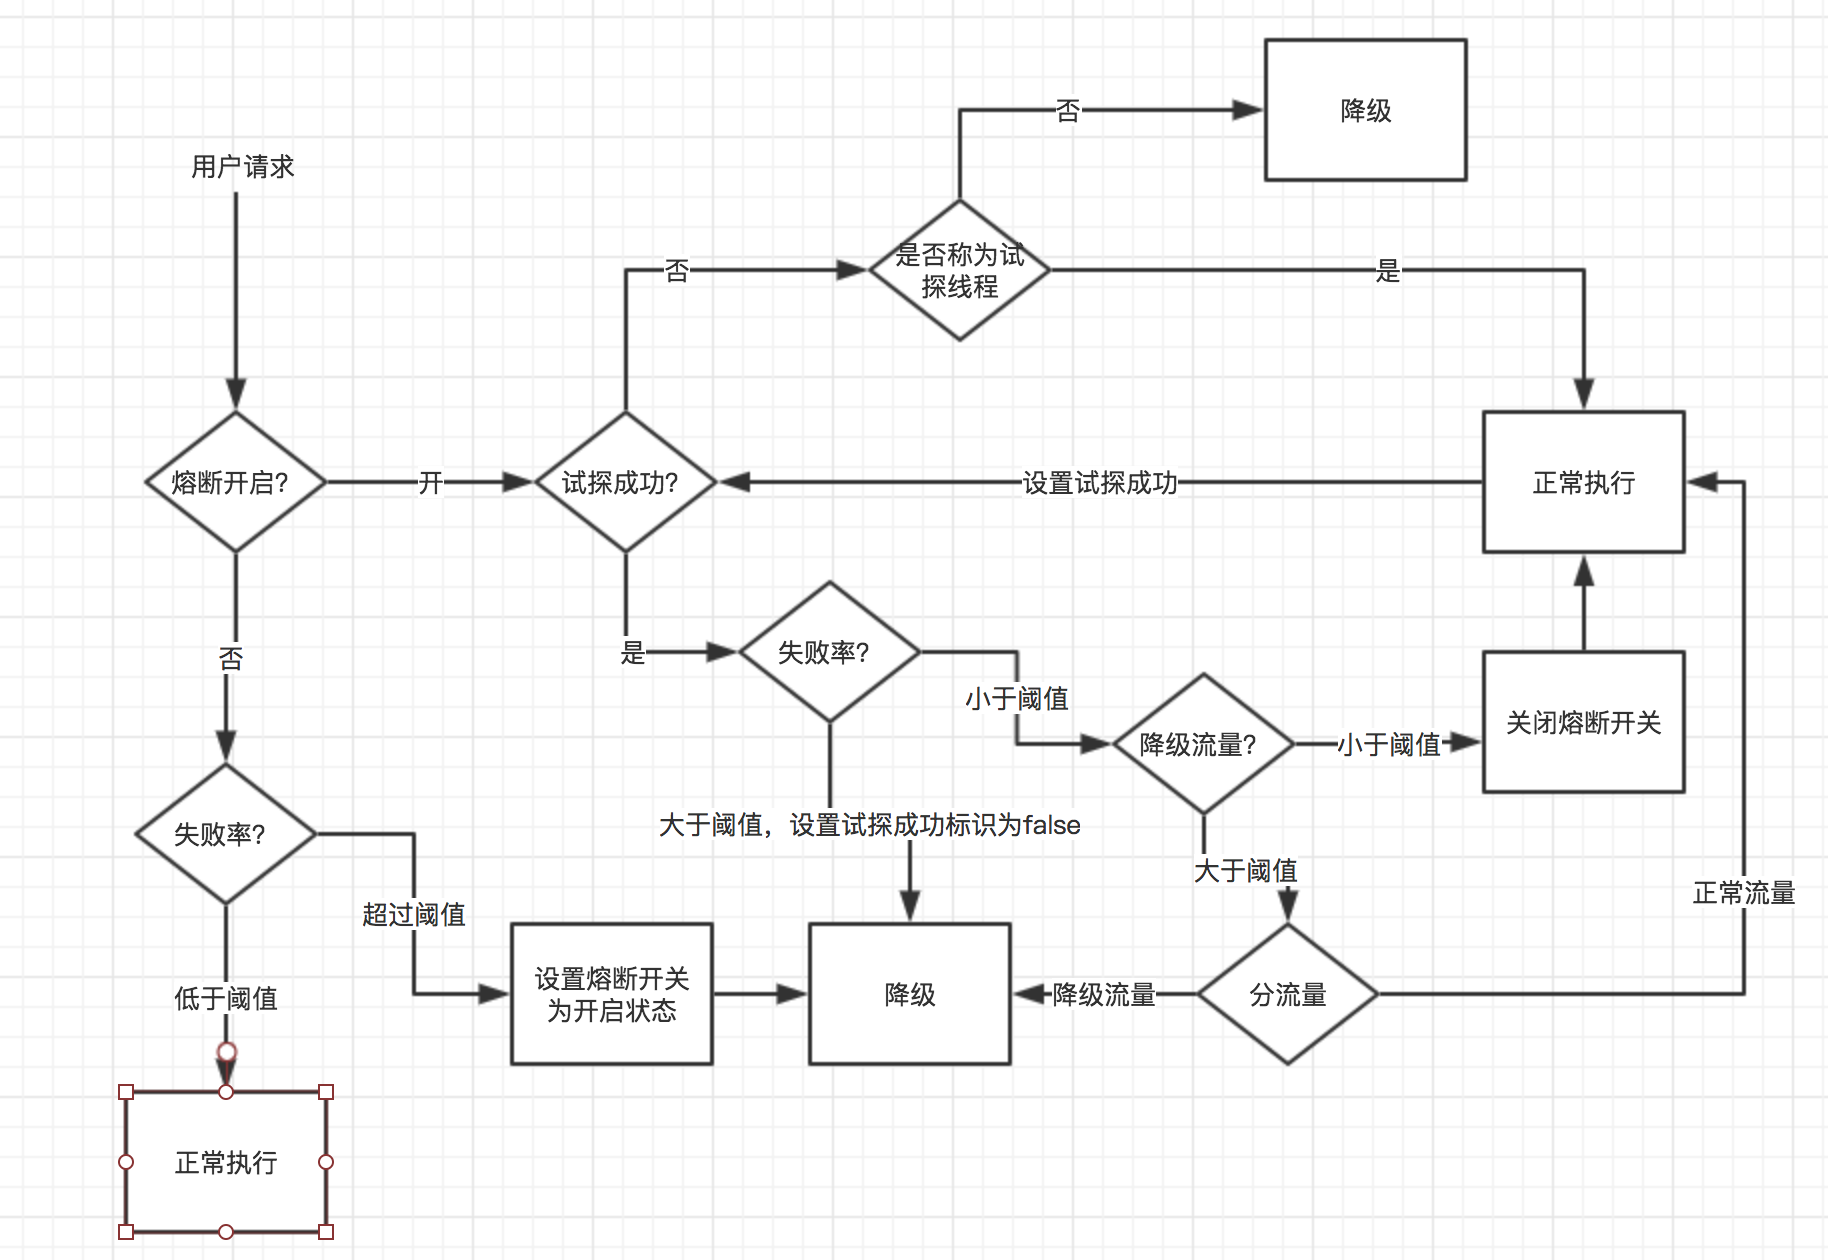 降级
否
用户请求
是否称为试
探线程
否
是
熔断开启?
开
试探成功?
设置试探成功
正常执行
否
是
失败率?
小于阈值
降级流量?
小于阈值
关闭熔断开关
失败率?
大于阈值，设置试探成功标识为false
大于阈值
正常流量
超过阈值
低于阈值
设置熔断开关
为开启状态
降级
降级流量
分流量
正常执行